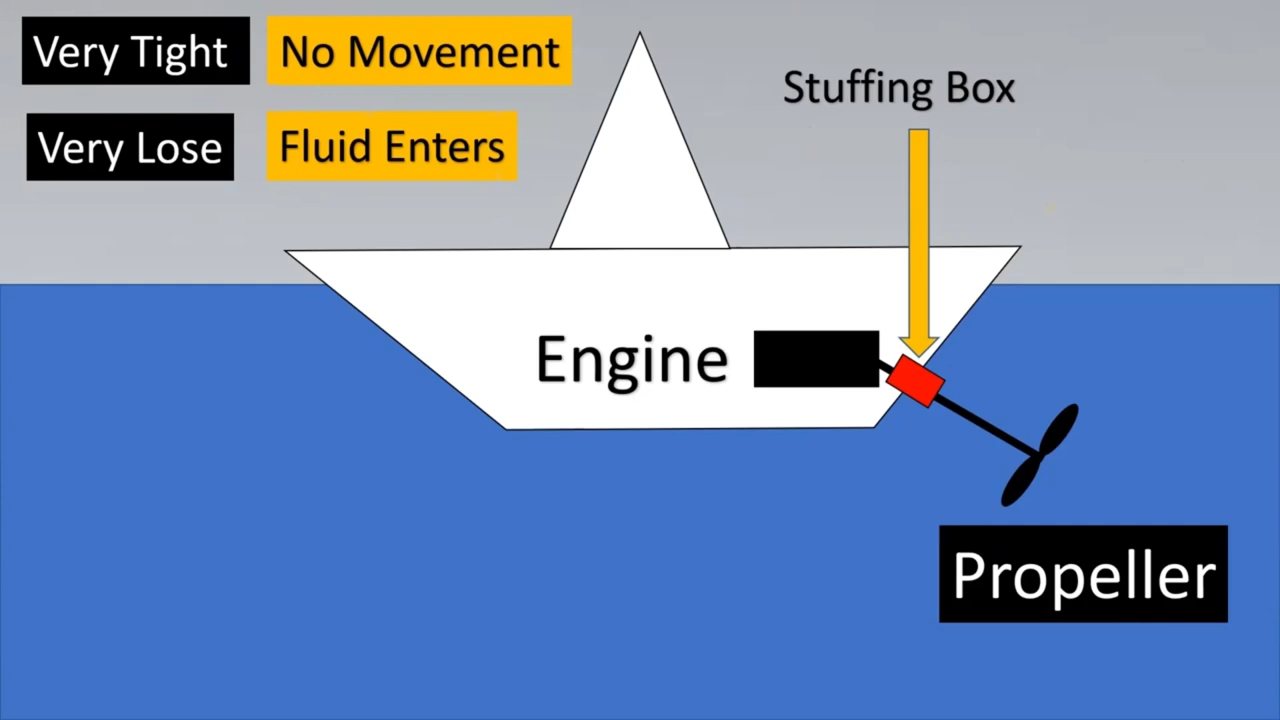 Very Tight No Movement
Very Lose Fluid Enters
Stuffing Box
Engine
Propeller